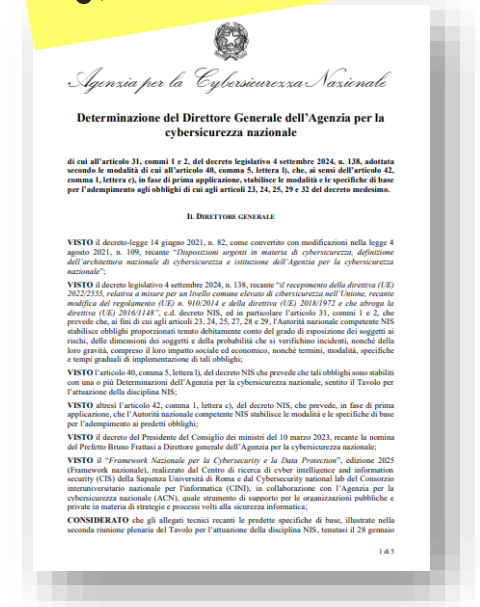 Agenzia per la Cybersicurezza Nazionale
Determinazione del Direttore Generale dell'Agenzia per la
cybersicurezza nazionale
di cui all'articolo 31, commi 1 e 2, del decreto legislativo 4 settembre 2024, n. 138, adottata
secondo le modalità di cui all'articolo 40, comma 5, lettera l), che, ai sensi dell'articolo 42,
comma 1, lettera c), in fase di prima applicazione, stabilisce le modalità e le specifiche di base
per l'adempimento agli obblighi di cui agli articoli 23, 24, 25, 29 e 32 del decreto medesimo.
IL DIRETTORE GENERALE
VISTO il decreto-legge 14 giugno 2021, n. 82, come convertito con modificazioni nella legge 4
agosto 2021, n. 109, recante "Disposizioni urgenti in materia di cybersicurezza, definizione
dell'architettura nazionale di cybersicurezza e istituzione dell'Agenzia per la cybersicurezza
nazionale";
VISTO il decreto legislativo 4 settembre 2024, n. 138, recante "il recepimento della direttiva (UE)
2022/2555, relativa a misure per un livello comune elevato di cibersicurezza nell'Unione, recante
modifica del regolamento (UE) n. 910/2014 e della direttiva (UE) 2018/1972 e che abroga la
direttiva (UE) 2016/1148", c.d. decreto NIS, ed in particolare l'articolo 31, commi 1 e 2, che
prevede che, ai fini di cui agli articoli 23, 24, 25, 27, 28 e 29, l'Autorità nazionale competente NIS
stabilisce obblighi proporzionati tenuto debitamente conto del grado di esposizione dei soggetti ai
rischi, delle dimensioni dei soggetti e della probabilità che si verifichino incidenti, nonché della
loro gravità, compreso il loro impatto sociale ed economico, nonché termini, modalità, specifiche
e tempi graduali di implementazione di tali obblighi;
VISTO l'articolo 40, comma 5, lettera l), del decreto NIS che prevede che tali obblighi sono stabiliti
con una o più Determinazioni dell'Agenzia per la cybersicurezza nazionale, sentito il Tavolo per
l'attuazione della disciplina NIS;
VISTO altresì l'articolo 42, comma 1, lettera c), del decreto NIS, che prevede, in fase di prima
applicazione, che l'Autorità nazionale competente NIS stabilisce le modalità e le specifiche di base
per l'adempimento ai predetti obblighi;
VISTO il decreto del Presidente del Consiglio dei ministri del 10 marzo 2023, recante la nomina
del Prefetto Bruno Frattasi a Direttore generale dell'Agenzia per la cybersicurezza nazionale;
VISTO il "Framework Nazionale per la Cybersecurity e la Data Protection", edizione 2025
(Framework nazionale), realizzato dal Centro di ricerca di cyber intelligence and information
security (CIS) della Sapienza Università di Roma e dal Cybersecurity national lab del Consorzio
interuniversitario nazionale per l'informatica (CINI), in collaborazione con l'Agenzia per la
cybersicurezza nazionale (ACN), quale strumento di supporto per le organizzazioni pubbliche e
private in materia di strategie e processi volti alla sicurezza informatica;
CONSIDERATO che gli allegati tecnici recanti le predette specifiche di base, illustrate nella
seconda riunione plenaria del Tavolo per l'attuazione della disciplina NIS, tenutasi il 28 gennaio
1 di 5